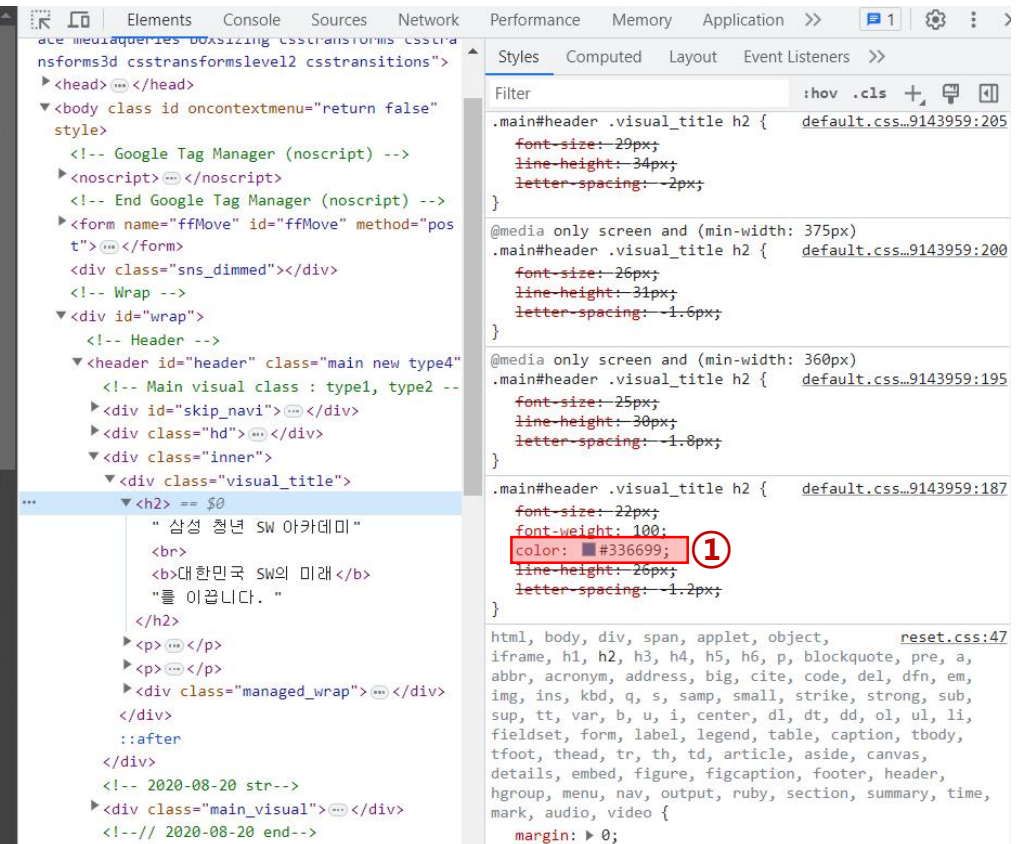 Elements Console Sources Network Performance Memory Application >> 1
ace mediaqueries boxsizing csstransforms csstra
nsforms3d csstransformslevel2 csstransitions">
<head>…</head>
<body class id oncontextmenu="return false"
style>
<!-- Google Tag Manager (noscript) -->
<noscript>…</noscript>
<!-- End Google Tag Manager (noscript) -->
<form name="ffMove" id="ffMove" method="pos
t">…</form>
<div class="sns_dimmed"></div>
<!-- Wrap -->
<div id="wrap">
<!-- Header -->
<header id="header" class="main new type4"
<!-- Main visual class : type1, type2 --
<div id="skip_navi">…</div>
<div class="hd">…</div>
<div class="inner">
<div class="visual_title">
… <h2> == $0
" 삼성 청년 SW 아카데미"
<br>
<b>대한민국 SW의 미래</b>
"를 이끕니다. "
</h2>
<p>…</p>
<p>…</p>
<div class="managed_wrap">…</div>
</div>
::after
</div>
<!-- 2020-08-20 str-->
<div class="main_visual">…</div>
<!--// 2020-08-20 end-->
Styles Computed Layout Event Listeners >>
Filter :hov .cls +
.main#header .visual_title h2 { default.css…9143959:205
font-size: 29px;
line-height: 34px;
letter-spacing: -2px;
}
@media only screen and (min-width: 375px)
.main#header .visual_title h2 { default.css…9143959:200
font-size: 26px;
line-height: 31px;
letter-spacing: -1.6px;
}
@media only screen and (min-width: 360px)
.main#header .visual_title h2 { default.css…9143959:195
font-size: 25px;
line-height: 30px;
letter-spacing: -1.8px;
}
.main#header .visual_title h2 { default.css…9143959:187
font-size: 22px;
font-weight: 100;
color: #336699; ①
line-height: 26px;
letter-spacing: -1.2px;
}
html, body, div, span, applet, object, reset.css:47
iframe, h1, h2, h3, h4, h5, h6, p, blockquote, pre, a,
abbr, acronym, address, big, cite, code, del, dfn, em,
img, ins, kbd, q, s, samp, small, strike, strong, sub,
sup, tt, var, b, u, i, center, dl, dt, dd, ol, ul, li,
fieldset, form, label, legend, table, caption, tbody,
tfoot, thead, tr, th, td, article, aside, canvas,
details, embed, figure, figcaption, footer, header,
hgroup, menu, nav, output, ruby, section, summary, time,
mark, audio, video {
margin: 0;